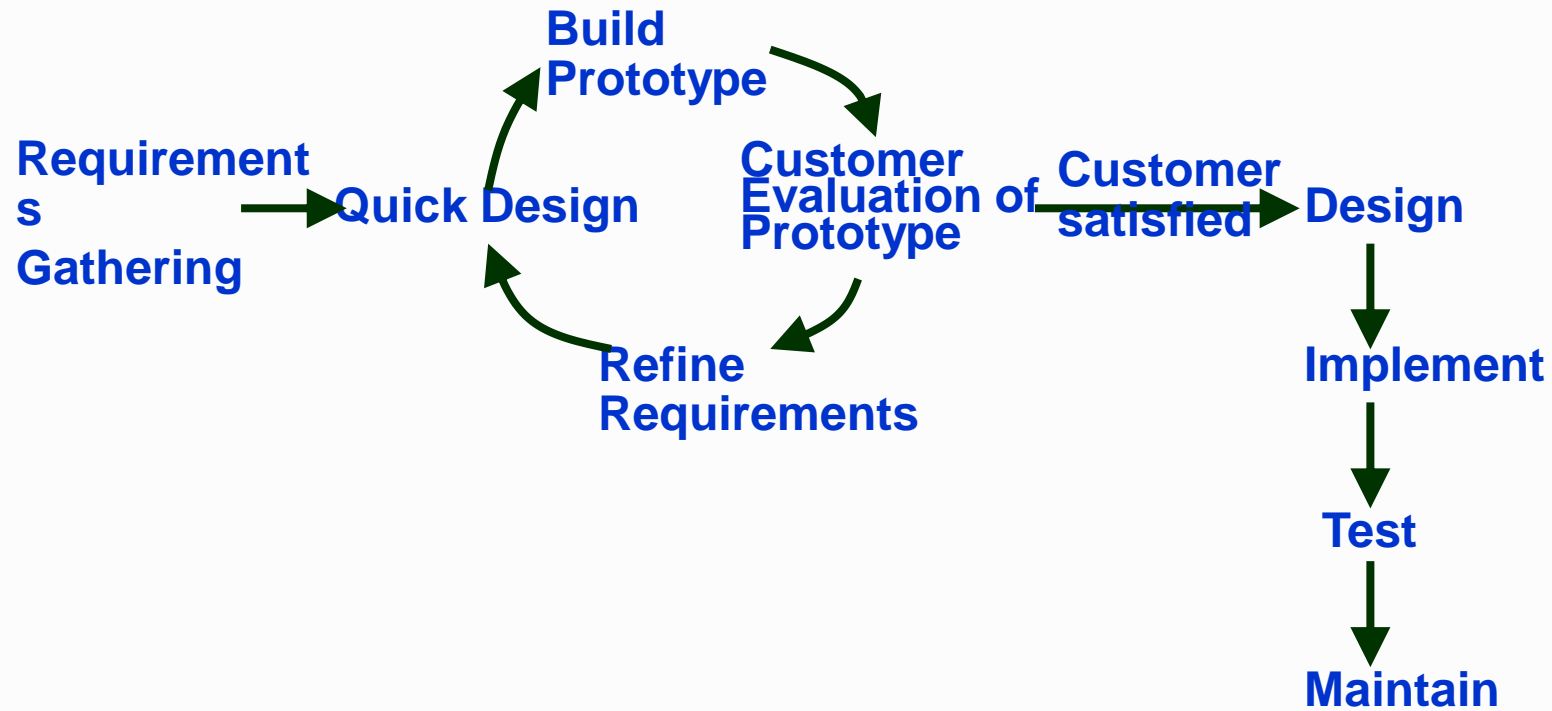 Build
Prototype
Requirement
s
Gathering
Quick Design
Customer
Evaluation of
Prototype
Customer
satisfied
Design
Refine
Requirements
Implement
Test
Maintain